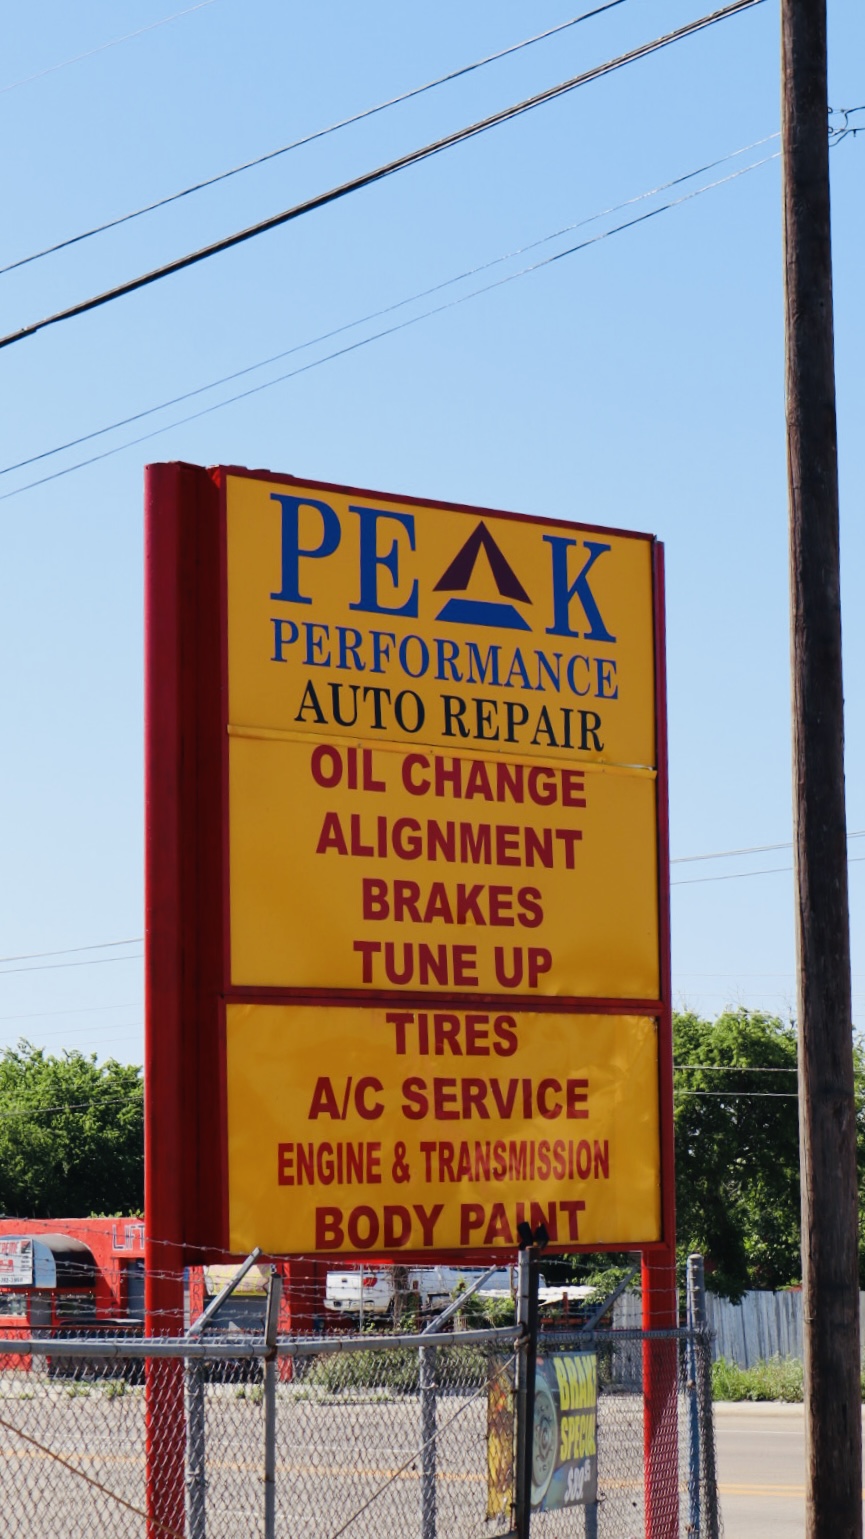 PEAK
PERFORMANCE
AUTO REPAIR
OIL CHANGE
ALIGNMENT
BRAKES
TUNE UP
TIRES
A/C SERVICE
ENGINE & TRANSMISSION
BODY PAINT